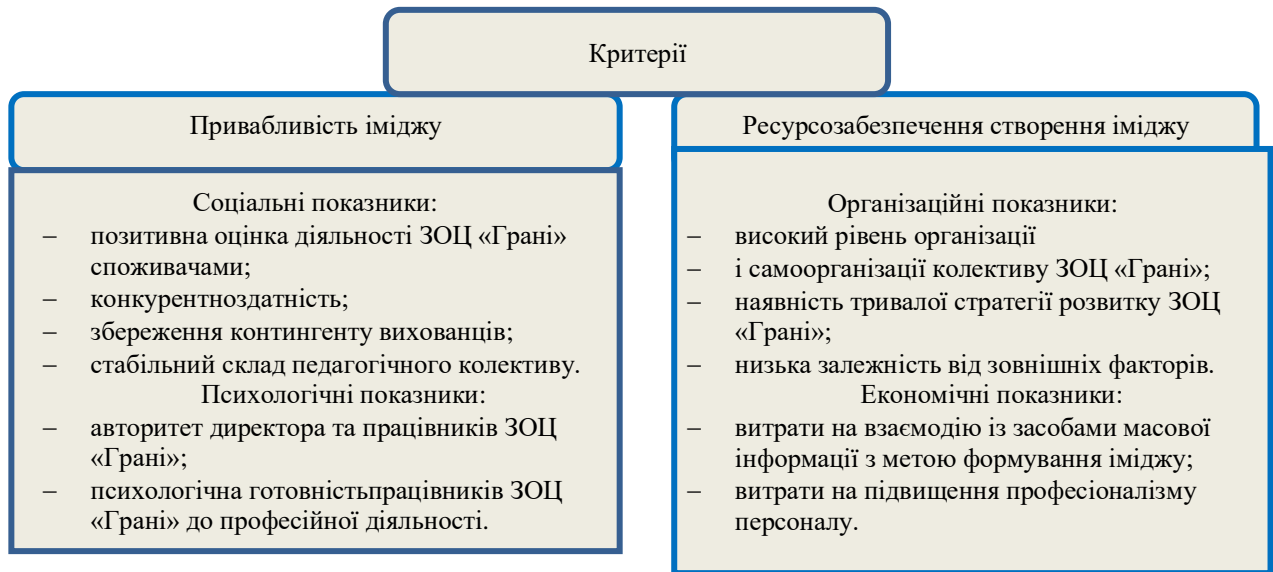 Критерії
Привабливість іміджу
Соціальні показники:
– позитивна оцінка діяльності ЗОЦ «Грані»
споживачами;
– конкурентноздатність;
– збереження контингенту вихованців;
– стабільний склад педагогічного колективу.
Психологічні показники:
– авторитет директора та працівників ЗОЦ
«Грані»;
– психологічна готовністьпрацівників ЗОЦ
«Грані» до професійної діяльності.
Ресурсозабезпечення створення іміджу
Організаційні показники:
– високий рівень організації
– і самоорганізації колективу ЗОЦ «Грані»;
– наявність тривалої стратегії розвитку ЗОЦ
«Грані»;
– низька залежність від зовнішніх факторів.
Економічні показники:
– витрати на взаємодію із засобами масової
інформації з метою формування іміджу;
– витрати на підвищення професіоналізму
персоналу.